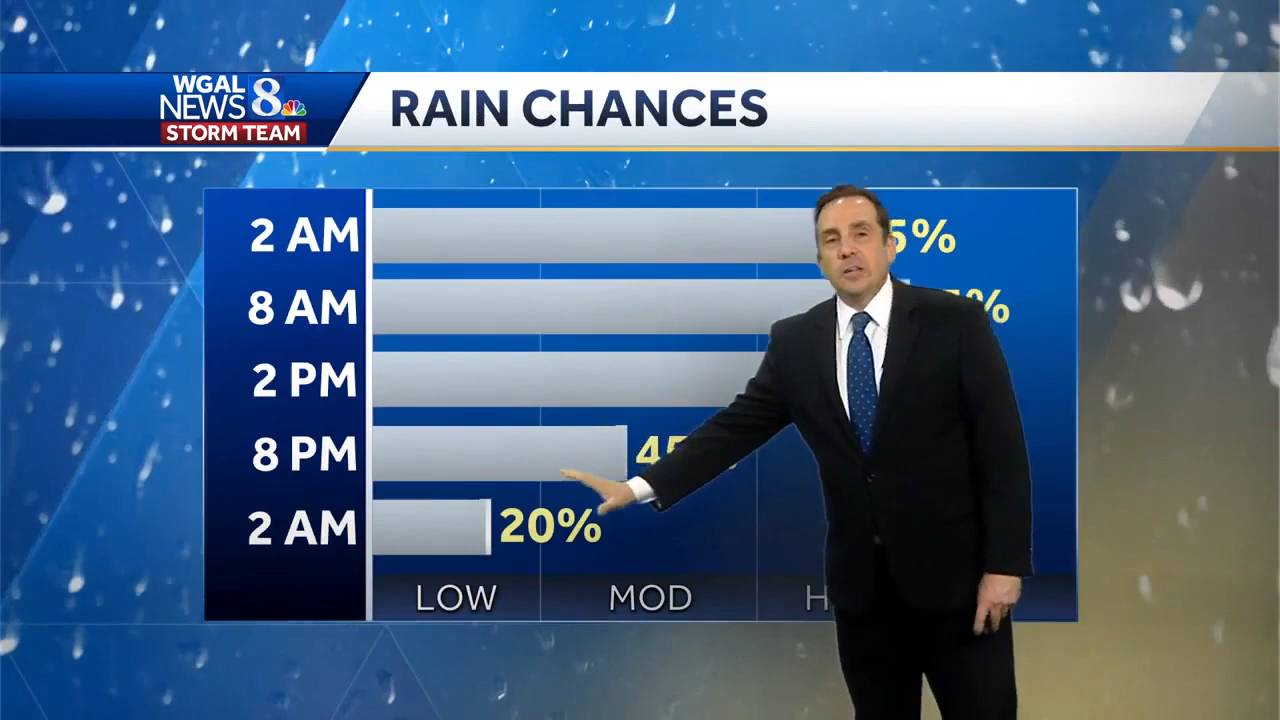 WGAL
NEWS 8
STORM TEAM
RAIN CHANCES
2 AM
8 AM
2 PM
8 PM
2 AM
20%
LOW
MOD